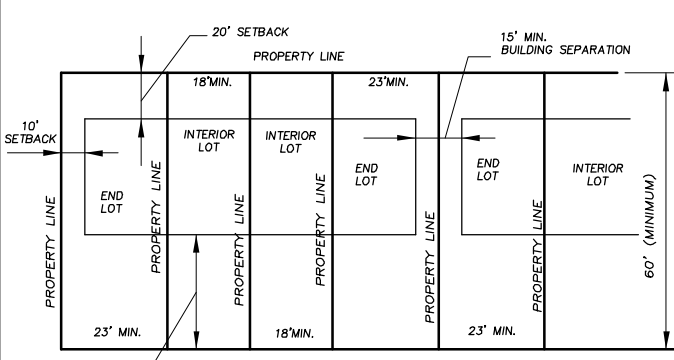 20' SETBACK
PROPERTY LINE
15' MIN.
BUILDING SEPARATION
18'MIN.
23'MIN.
10'
SETBACK
INTERIOR
LOT
INTERIOR
LOT
END
LOT
END
LOT
INTERIOR
LOT
END
LOT
PROPERTY LINE
PROPERTY LINE
PROPERTY LINE
PROPERTY LINE
PROPERTY LINE
PROPERTY LINE
60' (MINIMUM)
23' MIN.
18'MIN.
23' MIN.